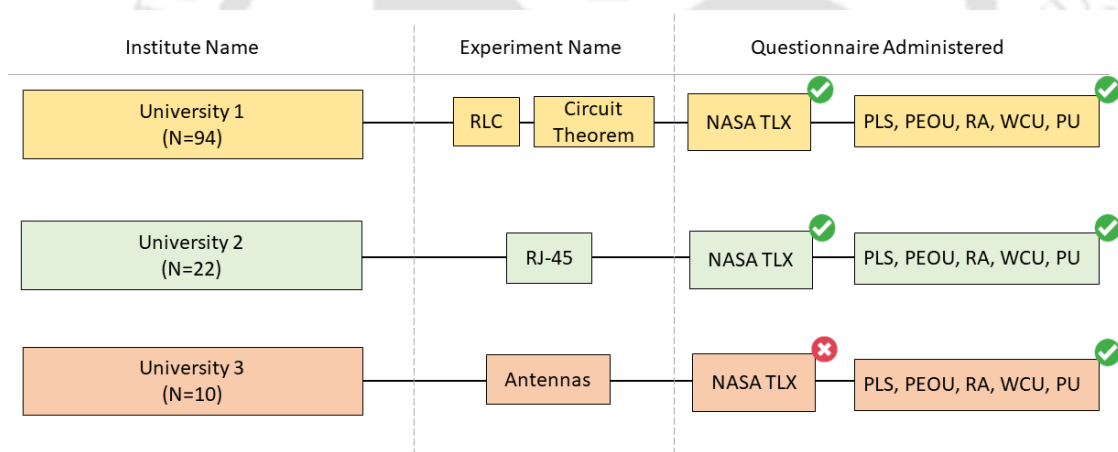 Institute Name Experiment Name Questionnaire Administered
University 1
(N=94)
RLC
Circuit
Theorem
NASA TLX
PLS, PEOU, RA, WCU, PU
University 2
(N=22)
RJ-45
NASA TLX
PLS, PEOU, RA, WCU, PU
University 3
(N=10)
Antennas
NASA TLX
PLS, PEOU, RA, WCU, PU